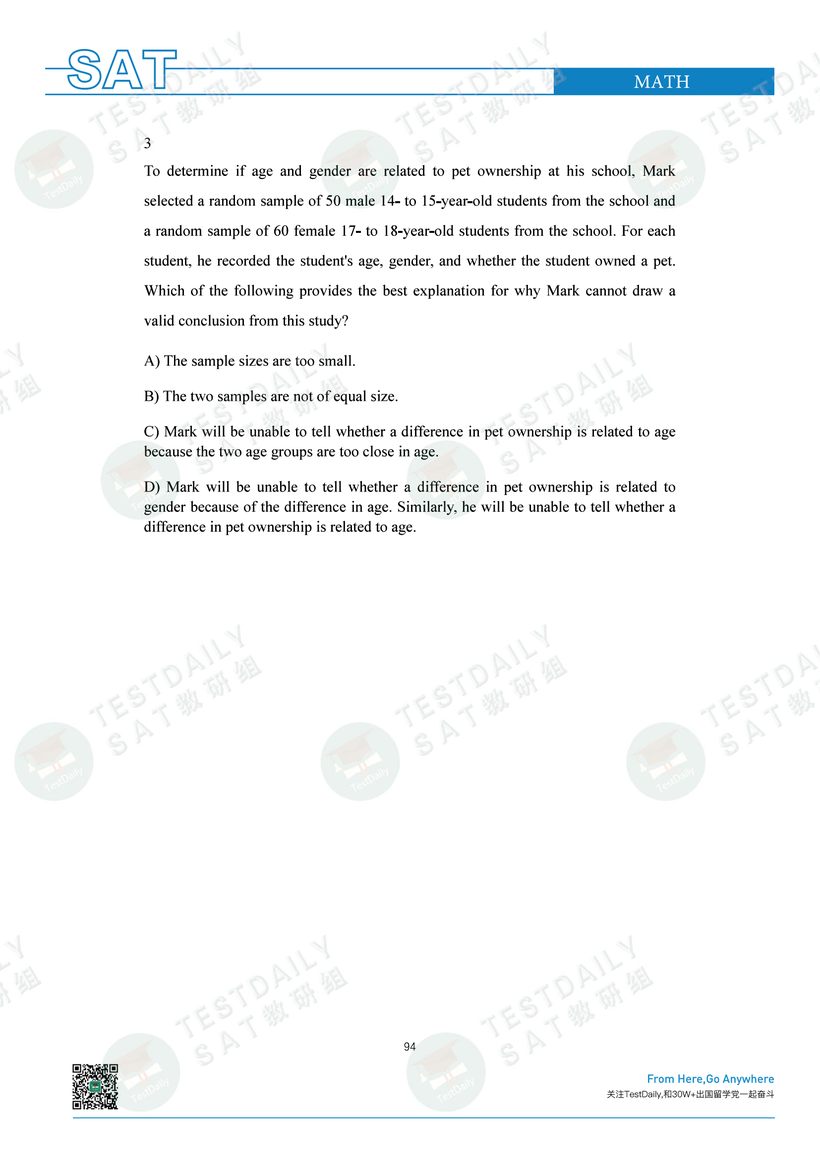 SAT
MATH
3
To determine if age and gender are related to pet ownership at his school, Mark
selected a random sample of 50 male 14- to 15-year-old students from the school and
a random sample of 60 female 17- to 18-year-old students from the school. For each
student, he recorded the student's age, gender, and whether the student owned a pet.
Which of the following provides the best explanation for why Mark cannot draw a
valid conclusion from this study?
A) The sample sizes are too small.
B) The two samples are not of equal size.
C) Mark will be unable to tell whether a difference in pet ownership is related to age
because the two age groups are too close in age.
D) Mark will be unable to tell whether a difference in pet ownership is related to
gender because of the difference in age. Similarly, he will be unable to tell whether a
difference in pet ownership is related to age.
TESTDAILY
SAT教研组
TestDaily
94
From Here,Go Anywhere
关注TestDaily,和30W+出国留学党一起奋斗